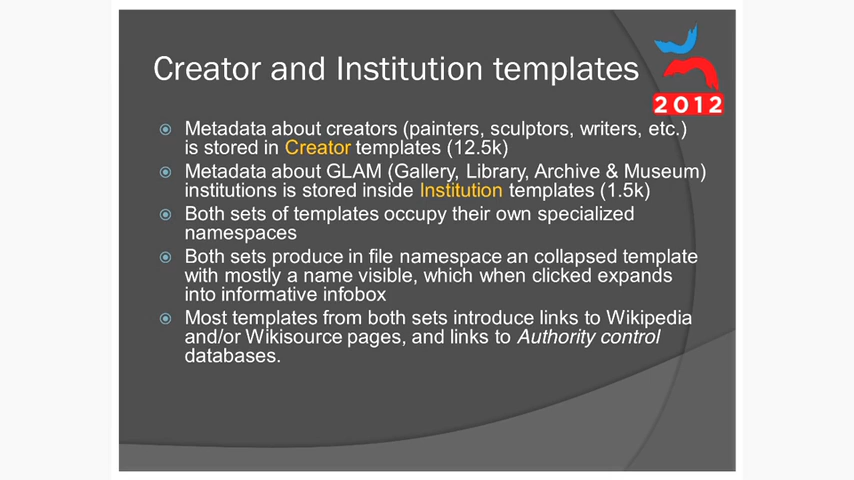 Creator and Institution templates
2012
Metadata about creators (painters, sculptors, writers, etc.)
is stored in Creator templates (12.5k)
Metadata about GLAM (Gallery, Library, Archive & Museum)
institutions is stored inside Institution templates (1.5k)
Both sets of templates occupy their own specialized
namespaces
Both sets produce in file namespace an collapsed template
with mostly a name visible, which when clicked expands
into informative infobox
Most templates from both sets introduce links to Wikipedia
and/or Wikisource pages, and links to Authority control
databases.